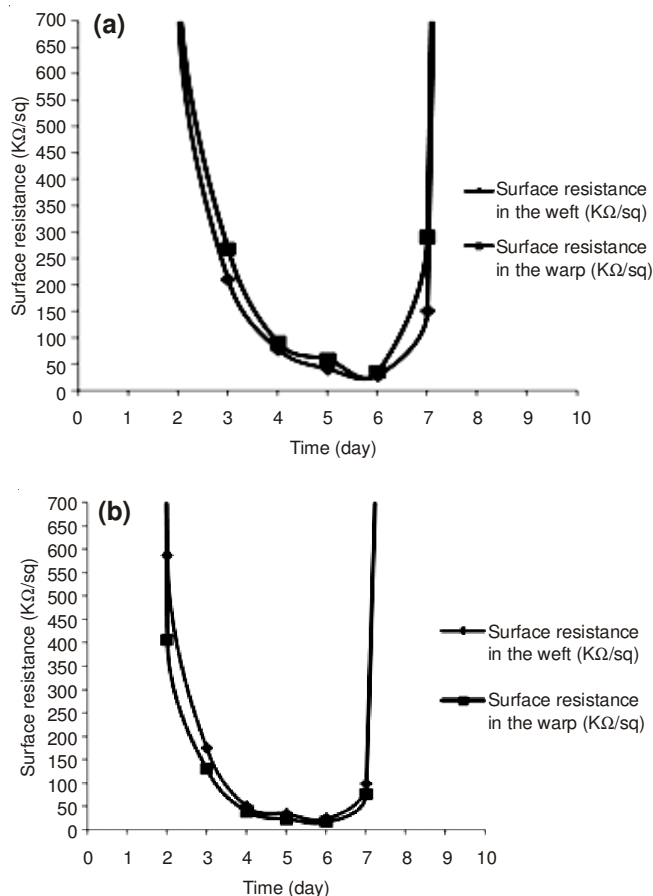 (a)
Surface resistance (KΩ/sq)
700
650
600
550
500
450
400
350
300
250
200
150
100
50
0
0 1 2 3 4 5 6 7 8 9 10
Time (day)
Surface resistance
in the weft (KΩ/sq)
Surface resistance
in the warp (KΩ/sq)
(b)
Surface resistance (KΩ/sq)
700
650
600
550
500
450
400
350
300
250
200
150
100
50
0
0 1 2 3 4 5 6 7 8 9 10
Time (day)
Surface resistance
in the weft (KΩ/sq)
Surface resistance
in the warp (KΩ/sq)